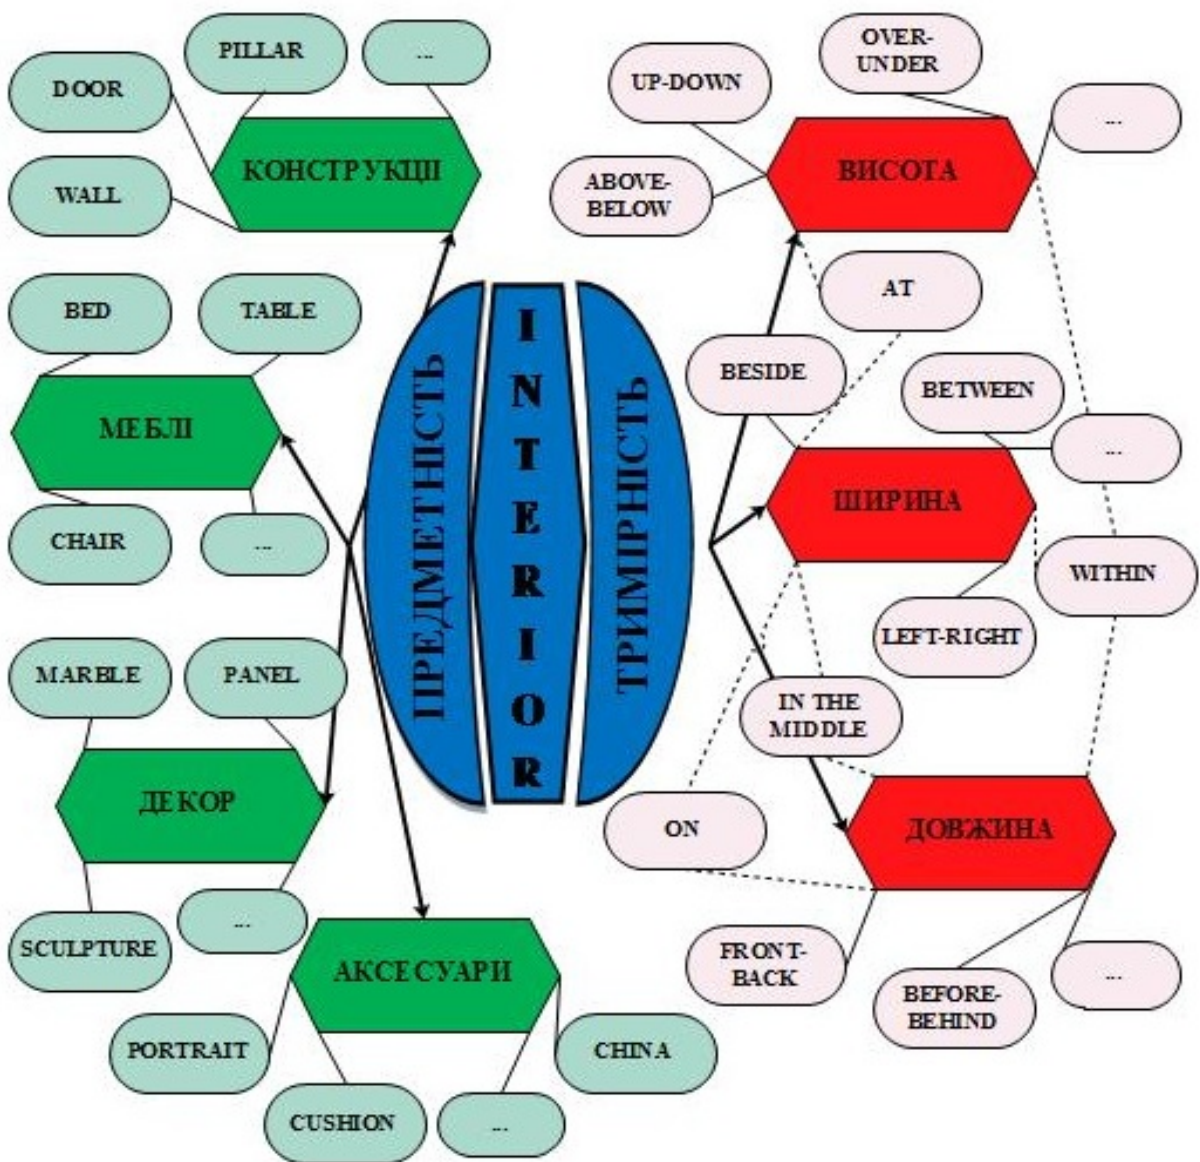 PILLAR
...
DOOR
КОНСТРУКЦІЇ
WALL
BED
TABLE
МЕБЛІ
CHAIR
...
MARBLE
PANEL
ДЕКОР
SCULPTURE
...
АКСЕСУАРИ
PORTRAIT
CUSHION
...
CHINA
ПРЕДМЕТНІСТЬ
INTERIOR
ТРИМІРНІСТЬ
OVER-
UNDER
UP-DOWN
...
ВИСОТА
ABOVE-
BELOW
AT
BESIDE
BETWEEN
...
ШИРИНА
WITHIN
LEFT-RIGHT
IN THE
MIDDLE
ON
ДОВЖИНА
FRONT-
BACK
BEFORE-
BEHIND
...